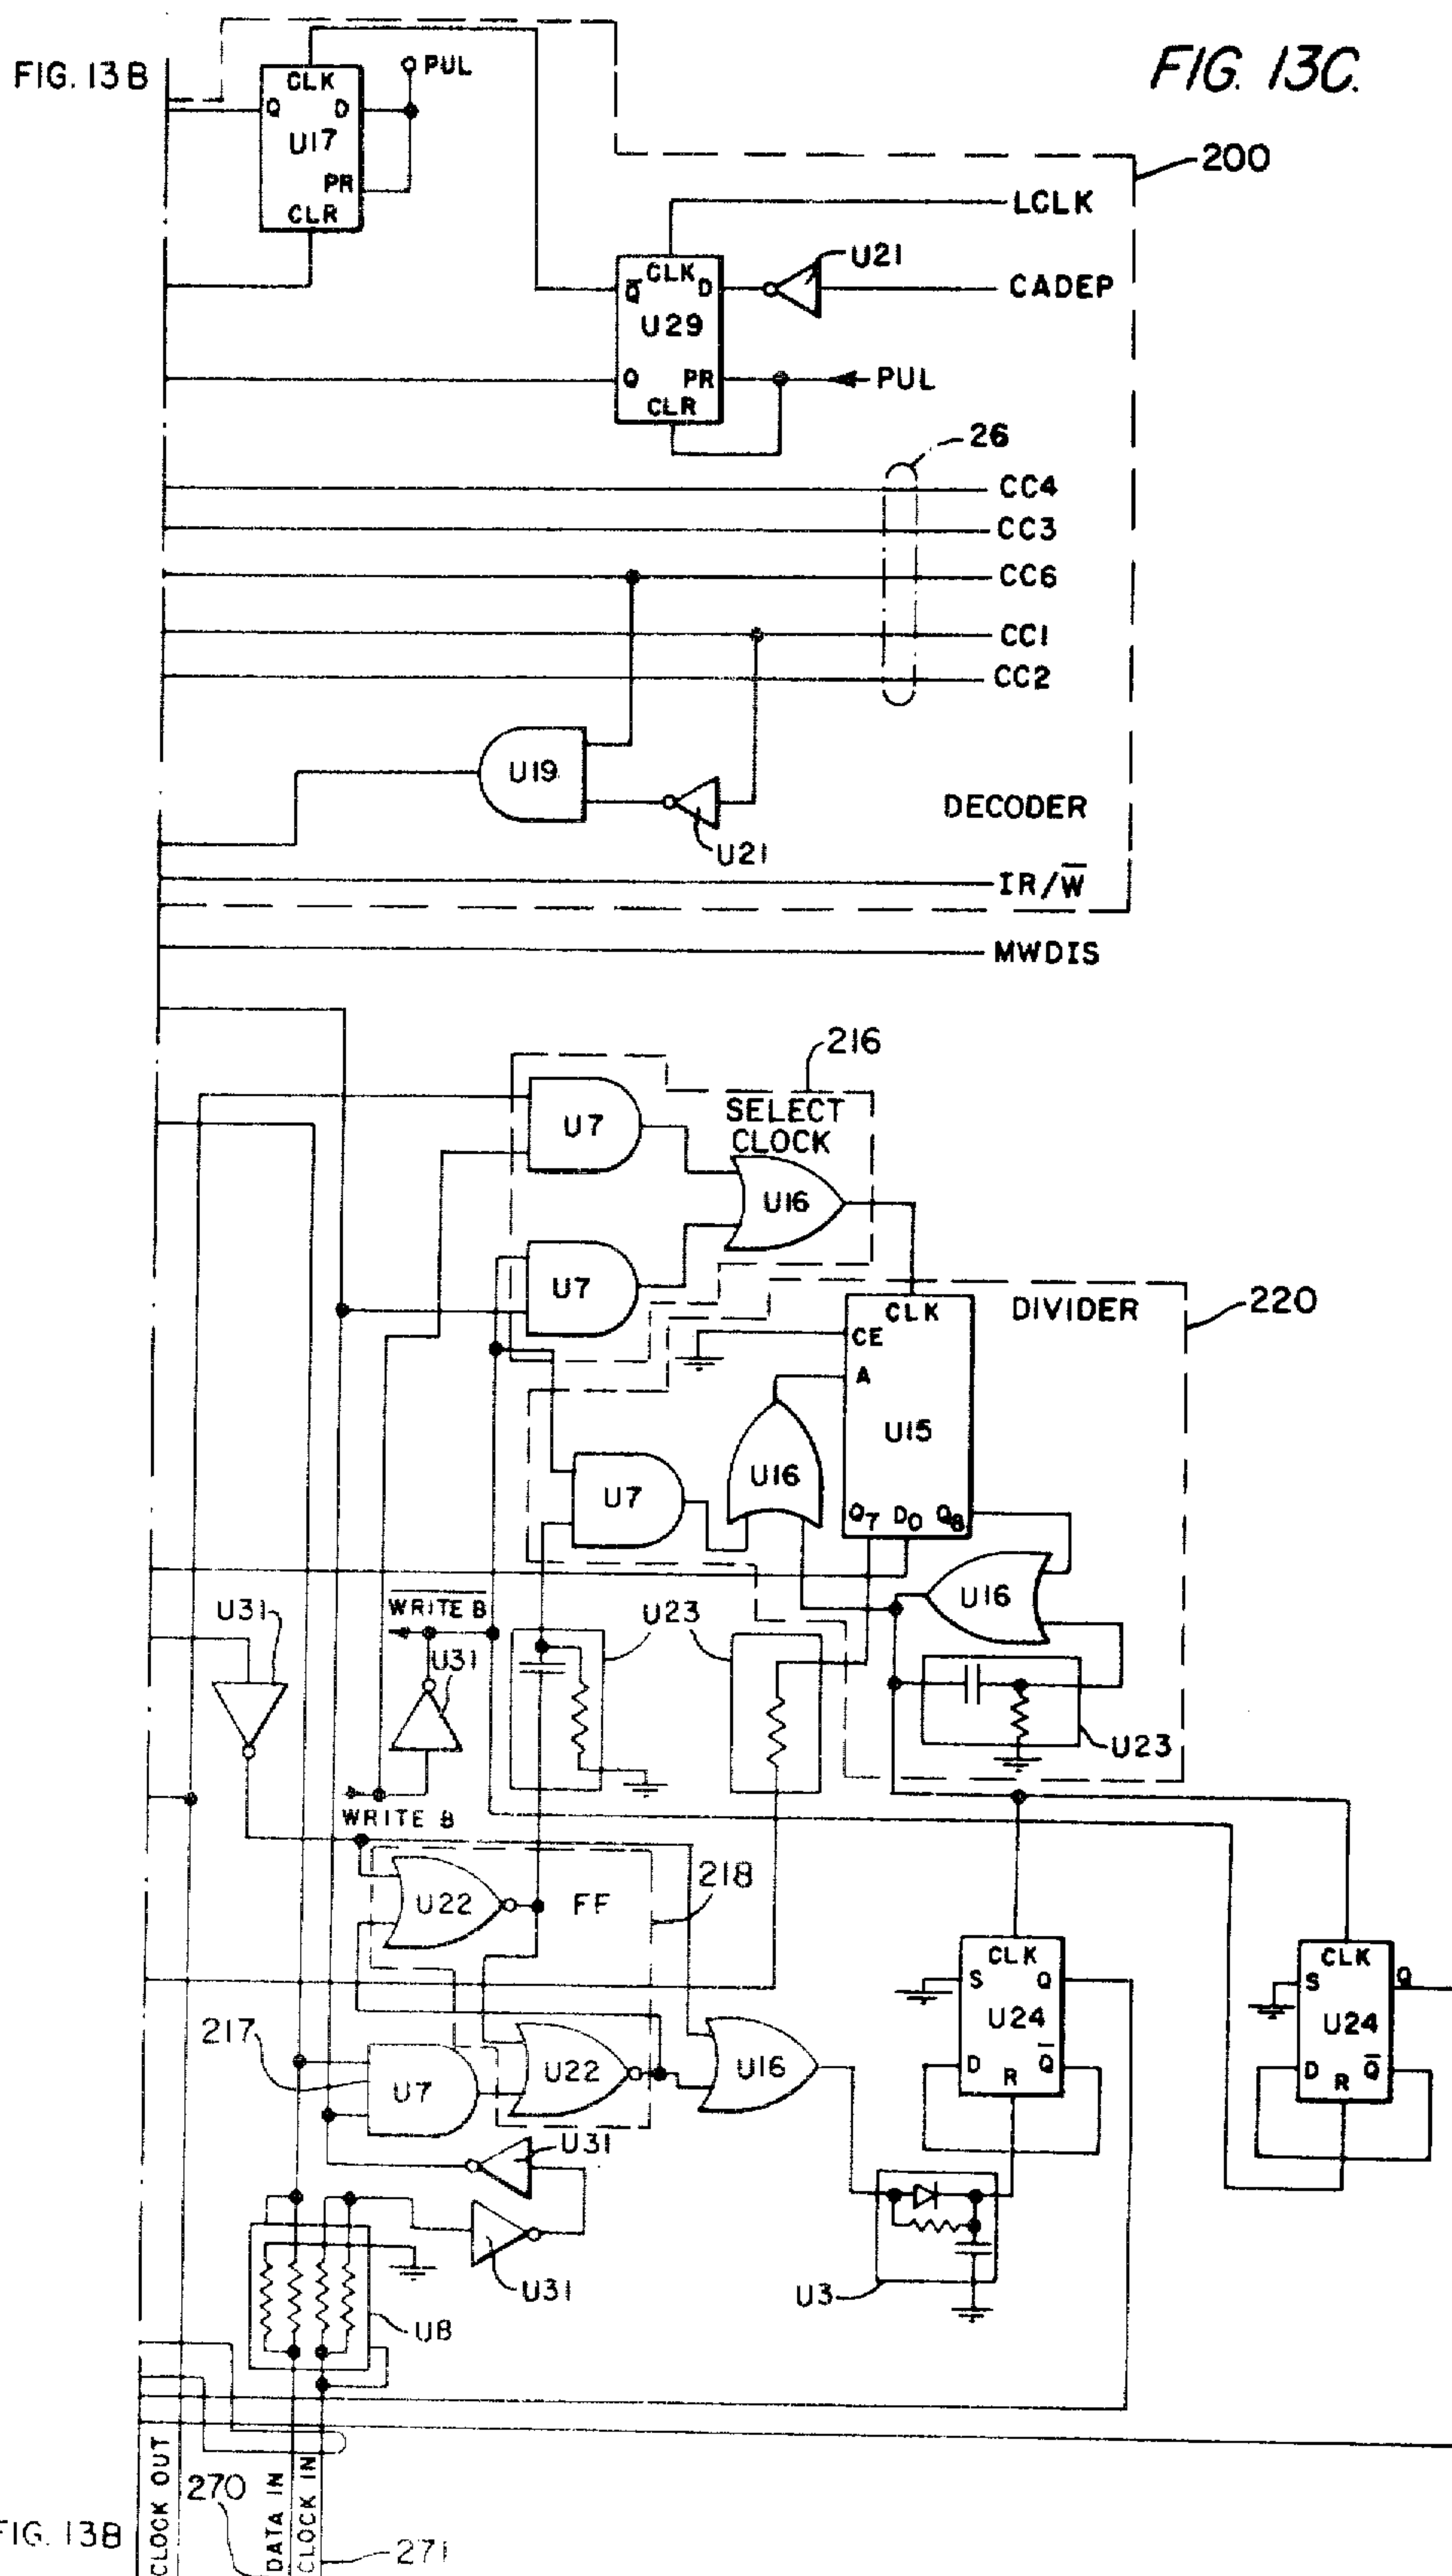 FIG. 13B
FIG. 13C.
CLK
PUL
Q
D
U17
PR
CLR
200
LCLK
U21
CLK
Q̅
D
CADEP
U29
Q
PR
PUL
CLR
26
CC4
CC3
CC6
CC1
CC2
U19
DECODER
U21
IR/W̅
MWDIS
216
SELECT
CLOCK
U7
U16
U7
DIVIDER
220
CLK
CE
A
U15
U16
U7
Q7 D0 Q8
U16
U31
W̅R̅I̅T̅E̅ B̅
U23
U31
U23
WRITE B
218
U22
FF
CLK
S
Q
U24
D
R
Q̅
CLK
S
Q
U24
D
R
Q̅
217
U7
U22
U16
U31
U31
U3
U8
CLOCK OUT
270
DATA IN
CLOCK IN
271
FIG. 13B